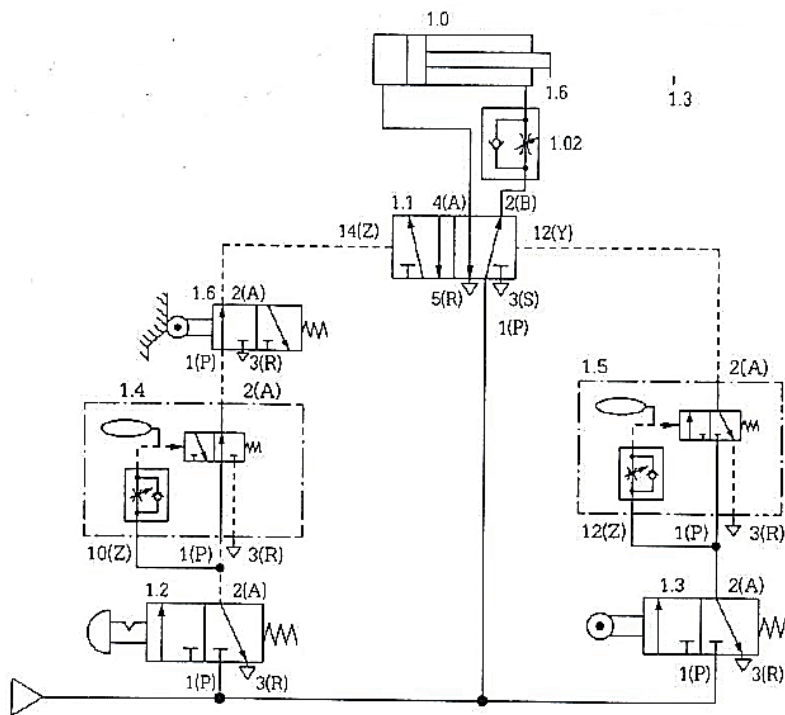 1.0
1.6
1.3
1.02
1.1 4(A) 2(B)
14(Z) 12(Y)
5(R) 3(S)
1(P)
1.6 2(A)
1(P) 3(R)
1.4 2(A)
10(Z) 1(P) 3(R)
1.2 2(A)
1(P) 3(R)
1.5 2(A)
12(Z) 1(P) 3(R)
1.3 2(A)
1(P) 3(R)